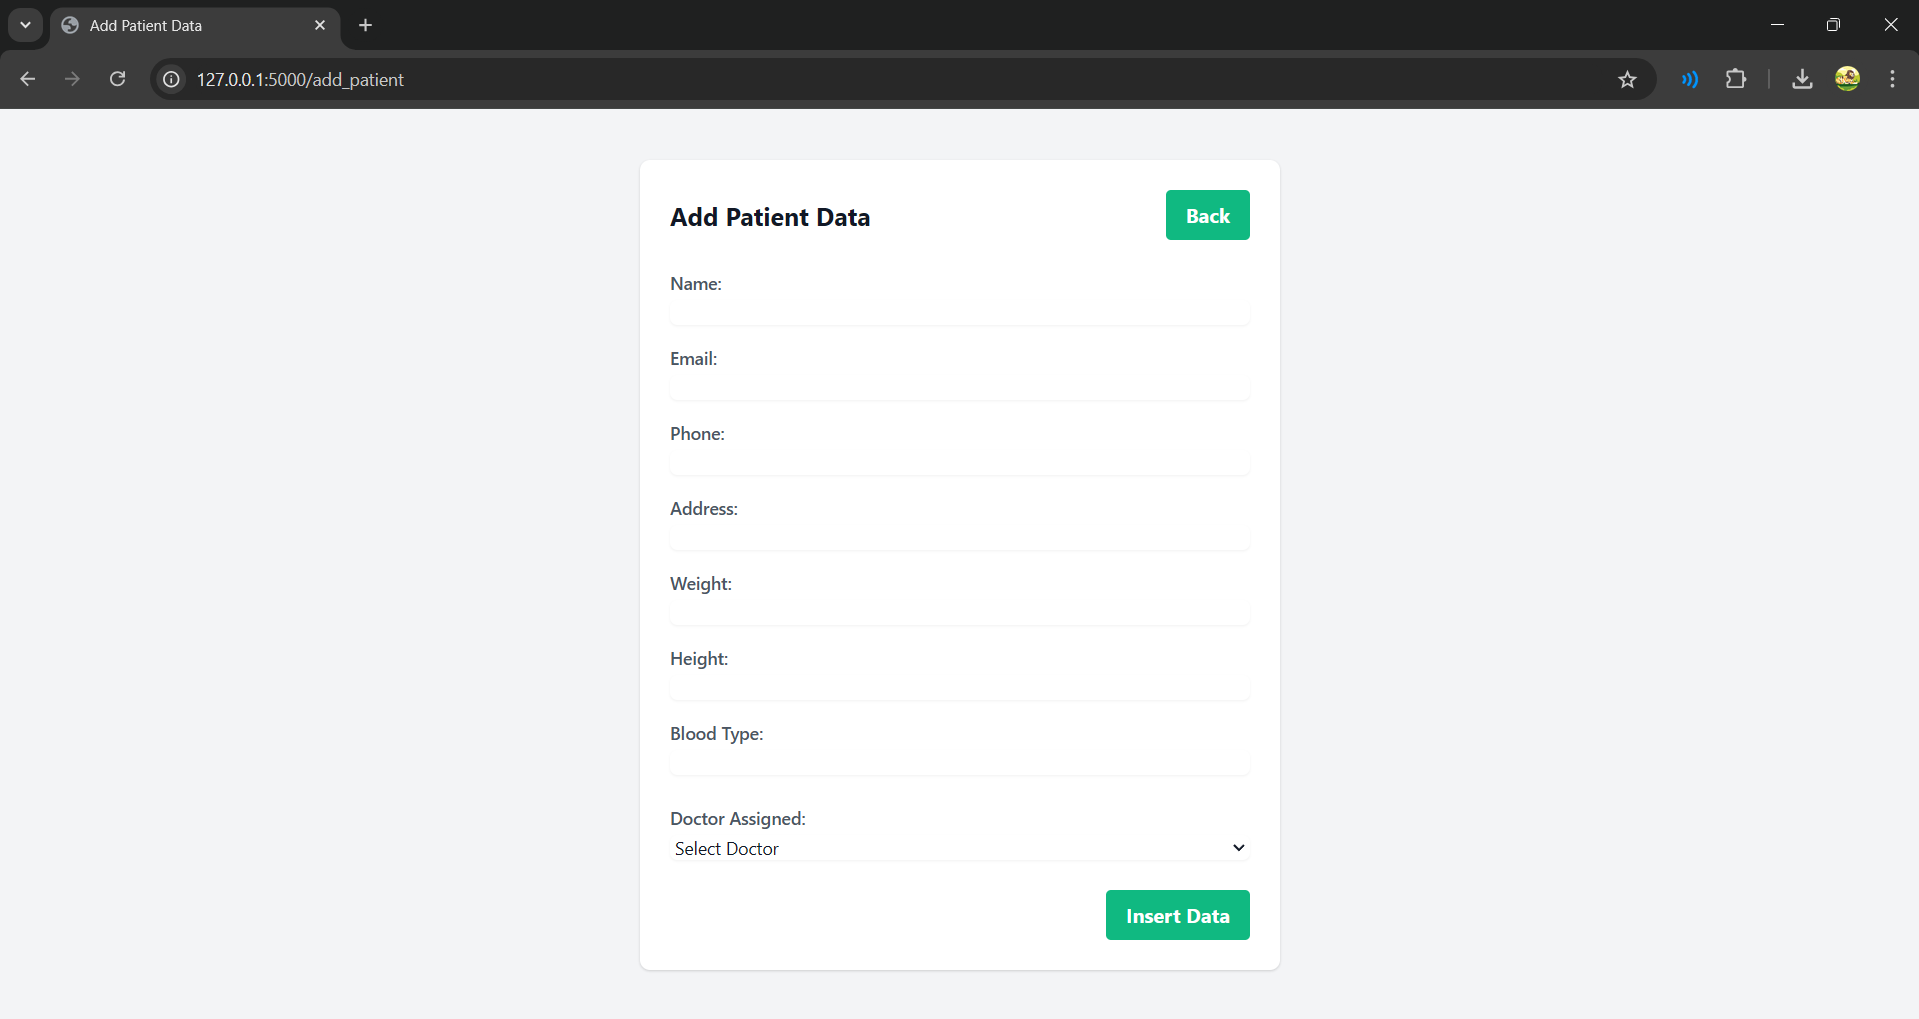 Add Patient Data
127.0.0.1:5000/add_patient
Add Patient Data
Back
Name:
Email:
Phone:
Address:
Weight:
Height:
Blood Type:
Doctor Assigned:
Select Doctor
Insert Data